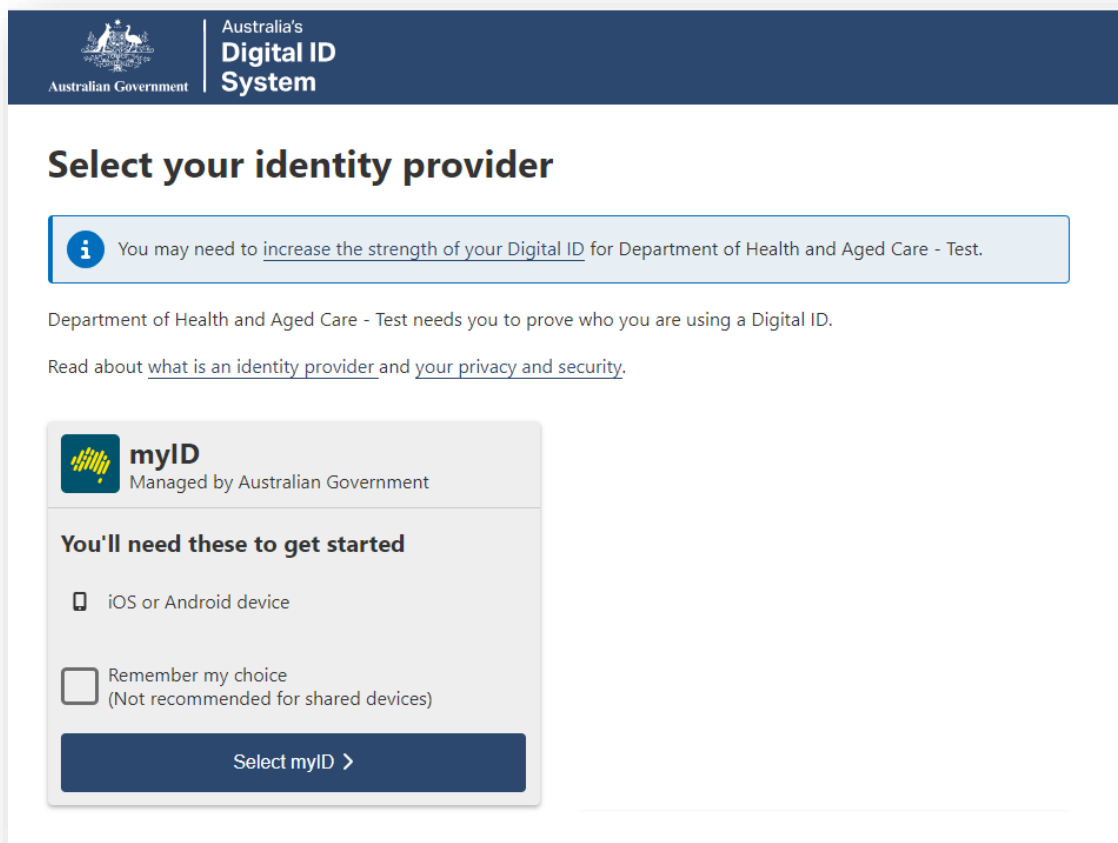 Australian Government
Australia's
Digital ID
System
Select your identity provider
You may need to increase the strength of your Digital ID for Department of Health and Aged Care - Test.
Department of Health and Aged Care - Test needs you to prove who you are using a Digital ID.
Read about what is an identity provider and your privacy and security.
myID
Managed by Australian Government
You'll need these to get started
iOS or Android device
Remember my choice
(Not recommended for shared devices)
Select myID